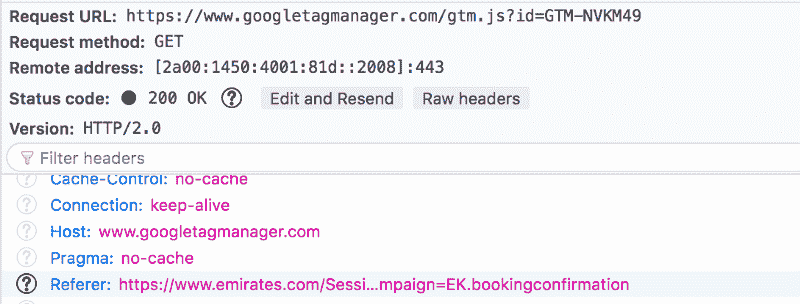 Request URL: https://www.googletagmanager.com/gtm.js?id=GTM-NVKM49
Request method: GET
Remote address: [2a00:1450:4001:81d::2008]:443
Status code: 200 OK ? Edit and Resend Raw headers
Version: HTTP/2.0
Filter headers
? Cache-Control: no-cache
? Connection: keep-alive
? Host: www.googletagmanager.com
? Pragma: no-cache
? Referer: https://www.emirates.com/Sessi...mpaign=EK.bookingconfirmation